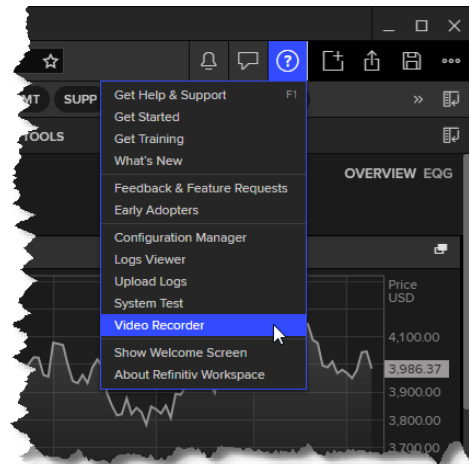 MT SUPP
TOOLS
Get Help & Support F1
Get Started
Get Training
What's New
Feedback & Feature Requests
Early Adopters
Configuration Manager
Logs Viewer
Upload Logs
System Test
Video Recorder
Show Welcome Screen
About Refinitiv Workspace
OVERVIEW EQG
Price
USD
4,100.00
3,986.37
3,900.00
3,800.00
3,700.00